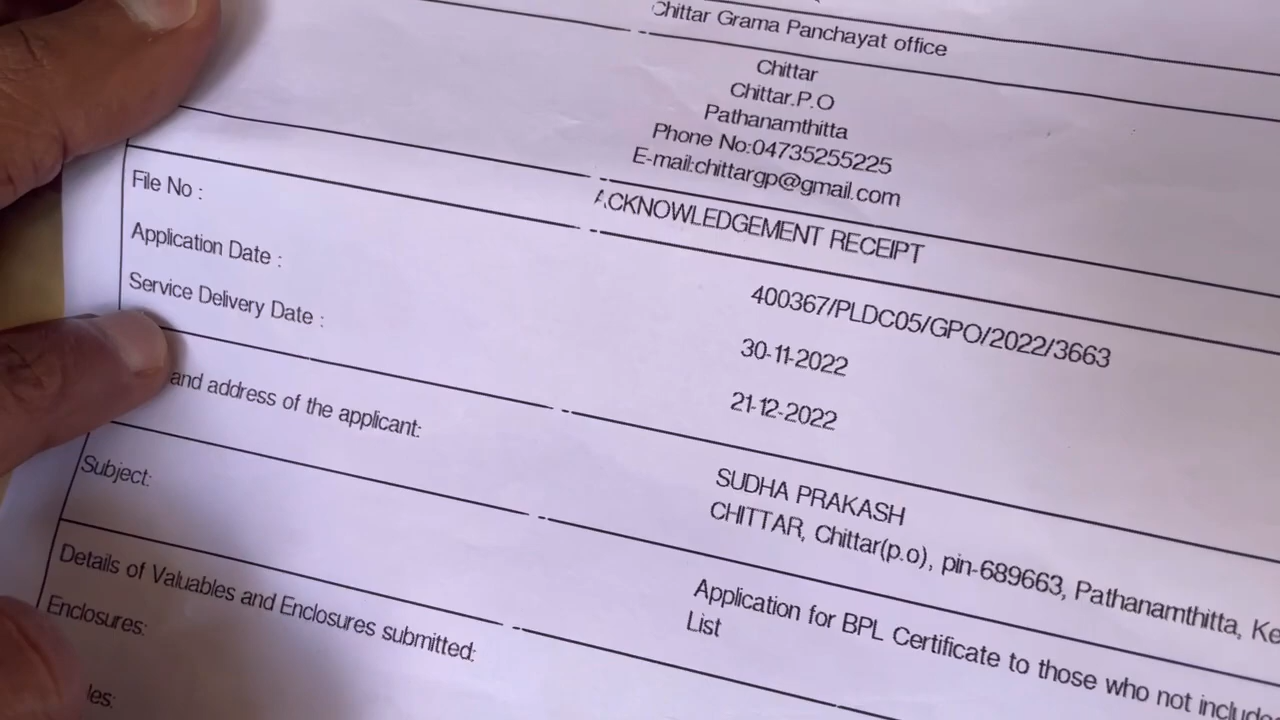 Chittar Grama Panchayat office
Chittar
Chittar.P.O
Pathanamthitta
Phone No:04735255225
E-mail:chittargp@gmail.com
ACKNOWLEDGEMENT RECEIPT
File No :
400367/PLDC05/GPO/2022/3663
Application Date :
30-11-2022
Service Delivery Date :
21-12-2022
and address of the applicant:
SUDHA PRAKASH
CHITTAR, Chittar(p.o), pin-689663, Pathanamthitta, Ke
Subject:
Application for BPL Certificate to those who not include
List
Details of Valuables and Enclosures submitted:
Enclosures:
les: